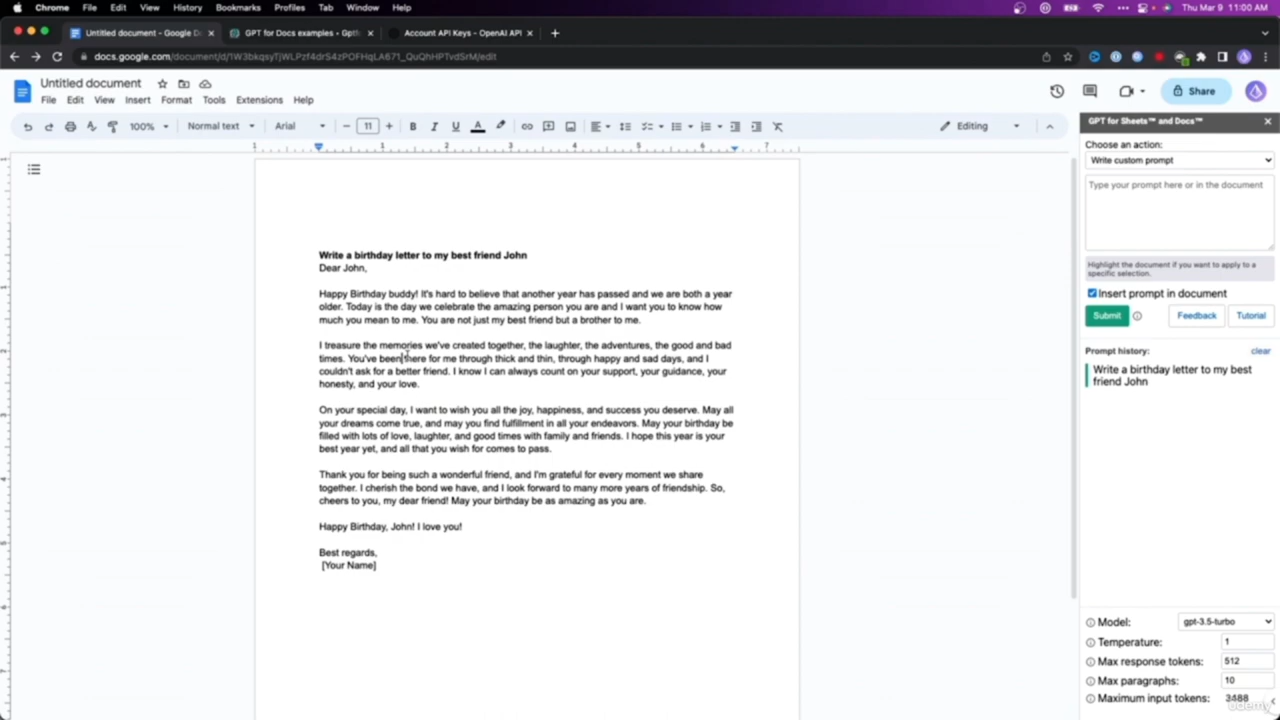 Chrome File Edit View History Bookmarks Profiles Tab Window Help Thu Mar 9 11:00 AM
Untitled document - Google D GPT for Docs examples - Gptf Account API Keys - OpenAI API
docs.google.com/document/d/1W3bkqsyTjWLPzf4drS4zPOFHqLA671_QuQhHPTvdSrM/edit
Untitled document
File Edit View Insert Format Tools Extensions Help
Share
100% Normal text Arial 11 B I U A Editing
1 1 2 3 4 5 6 7
GPT for Sheets™ and Docs™
Choose an action:
Write custom prompt
Type your prompt here or in the document
Highlight the document if you want to apply to a
specific selection.
Insert prompt in document
Submit Feedback Tutorial
Prompt history: clear
Write a birthday letter to my best
friend John
Write a birthday letter to my best friend John
Dear John,
Happy Birthday buddy! It's hard to believe that another year has passed and we are both a year
older. Today is the day we celebrate the amazing person you are and I want you to know how
much you mean to me. You are not just my best friend but a brother to me.
I treasure the memories we've created together, the laughter, the adventures, the good and bad
times. You've been there for me through thick and thin, through happy and sad days, and I
couldn't ask for a better friend. I know I can always count on your support, your guidance, your
honesty, and your love.
On your special day, I want to wish you all the joy, happiness, and success you deserve. May all
your dreams come true, and may you find fulfillment in all your endeavors. May your birthday be
filled with lots of love, laughter, and good times with family and friends. I hope this year is your
best year yet, and all that you wish for comes to pass.
Thank you for being such a wonderful friend, and I'm grateful for every moment we share
together. I cherish the bond we have, and I look forward to many more years of friendship. So,
cheers to you, my dear friend! May your birthday be as amazing as you are.
Happy Birthday, John! I love you!
Best regards,
[Your Name]
Model: gpt-3.5-turbo
Temperature: 1
Max response tokens: 512
Max paragraphs: 10
Maximum input tokens: 3488
udemy